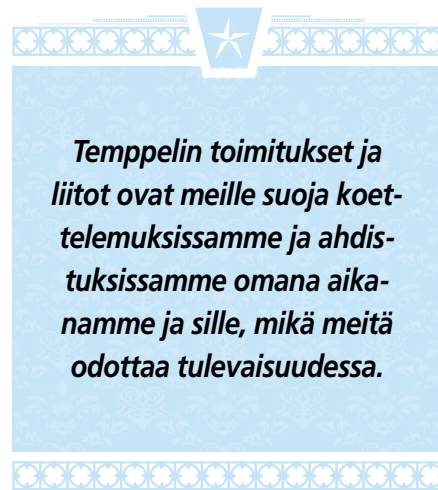 Temppelin toimitukset ja
liitot ovat meille suoja koet-
telemuksissamme ja ahdis-
tuksissamme omana aika-
namme ja sille, mikä meitä
odottaa tulevaisuudessa.